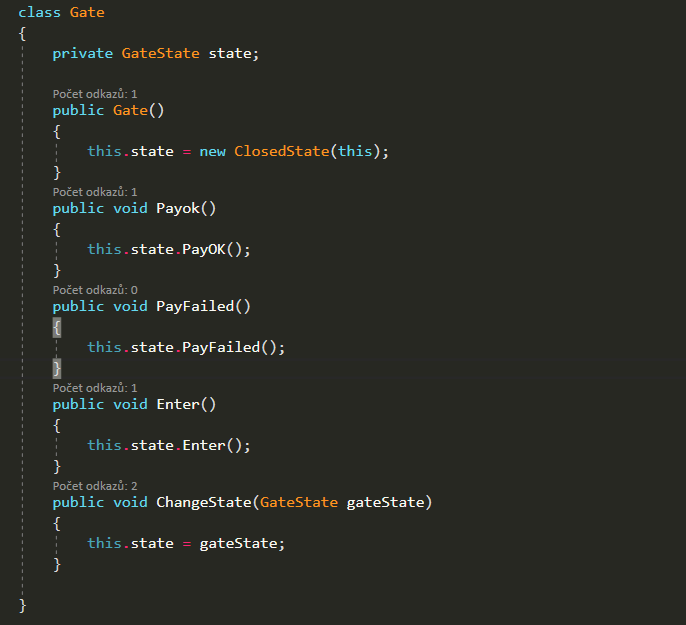 class Gate
{
private GateState state;
Počet odkazů: 1
public Gate()
{
this.state = new ClosedState(this);
}
Počet odkazů: 1
public void Payok()
{
this.state.PayOK();
}
Počet odkazů: 0
public void PayFailed()
{
this.state.PayFailed();
}
Počet odkazů: 1
public void Enter()
{
this.state.Enter();
}
Počet odkazů: 2
public void ChangeState(GateState gateState)
{
this.state = gateState;
}
}